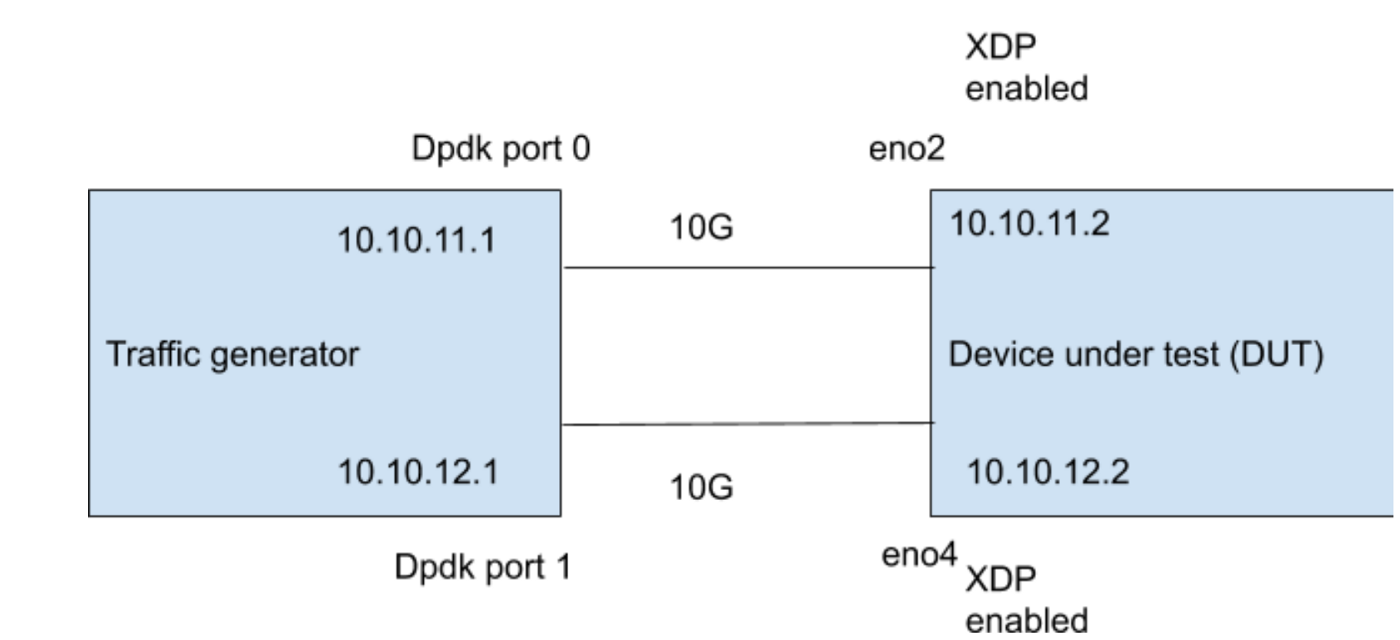 XDP
enabled
Dpdk port 0
eno2
10.10.11.1
10G
10.10.11.2
Traffic generator
Device under test (DUT)
10.10.12.1
10G
10.10.12.2
Dpdk port 1
eno4
XDP
enabled